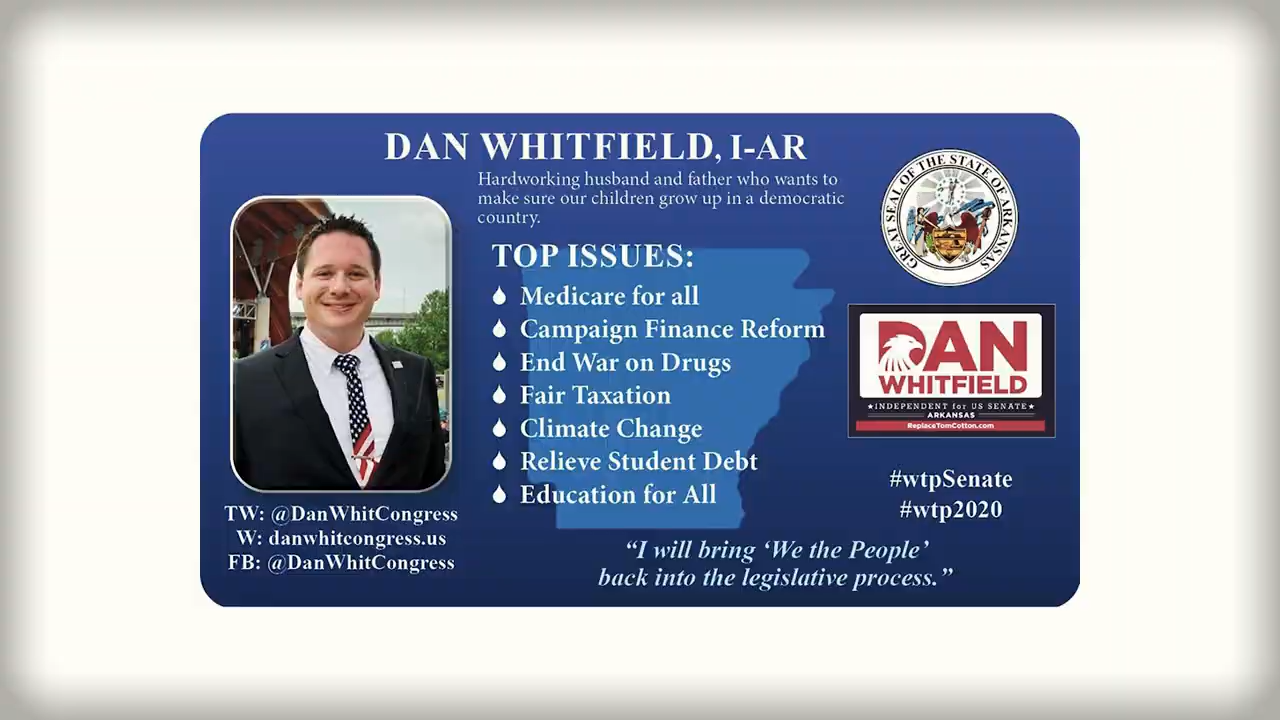 DAN WHITFIELD, I-AR
Hardworking husband and father who wants to
make sure our children grow up in a democratic
country.
TOP ISSUES:
Medicare for all
Campaign Finance Reform
End War on Drugs
Fair Taxation
Climate Change
Relieve Student Debt
Education for All
TW: @DanWhitCongress
W: danwhitcongress.us
FB: @DanWhitCongress
GREAT SEAL OF THE STATE OF ARKANSAS
DAN
WHITFIELD
★INDEPENDENT for US SENATE★
ARKANSAS
ReplaceTomCotton.com
#wtpSenate
#wtp2020
“I will bring ‘We the People’
back into the legislative process.”